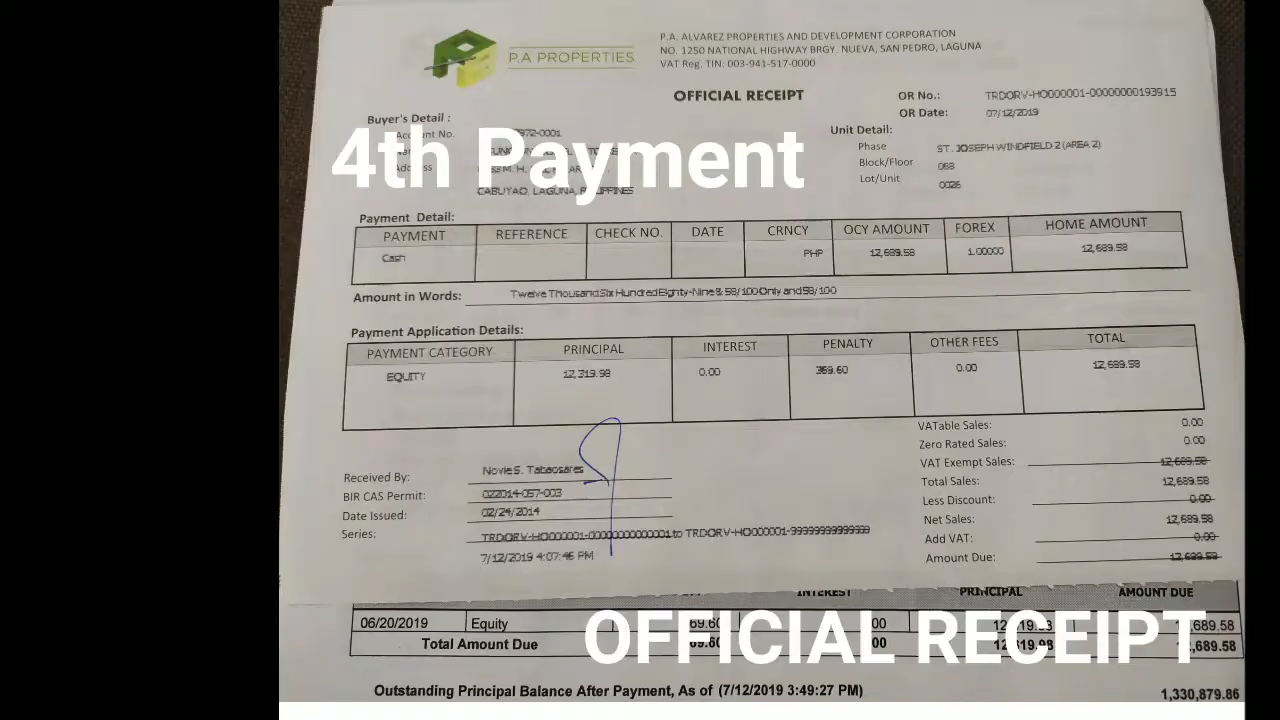 P.A PROPERTIES
P.A. ALVAREZ PROPERTIES AND DEVELOPMENT CORPORATION
NO. 1250 NATIONAL HIGHWAY BRGY. NUEVA, SAN PEDRO, LAGUNA
VAT Reg. TIN: 003-941-517-0000
OFFICIAL RECEIPT
OR No.: TRDORV-HO000001-00000000193915
OR Date: 07/12/2019
Buyer's Detail :
Account No.
4th Payment
CABUYAO, LAGUNA, PHILIPPINES
Unit Detail:
Phase ST. JOSEPH WINDFIELD 2 (AREA 2)
Block/Floor 068
Lot/Unit 0026
Payment Detail:
PAYMENT REFERENCE CHECK NO. DATE CRNCY OCY AMOUNT FOREX HOME AMOUNT
Cash PHP 12,689.58 1.00000 12,689.58
Amount in Words: Twelve Thousand Six Hundred Eighty-Nine & 58/100 Only and 58/100
Payment Application Details:
PAYMENT CATEGORY PRINCIPAL INTEREST PENALTY OTHER FEES TOTAL
EQUITY 12,319.98 0.00 369.60 0.00 12,689.58
VATable Sales: 0.00
Zero Rated Sales: 0.00
VAT Exempt Sales: 12,689.58
Total Sales: 12,689.58
Less Discount: 0.00
Net Sales: 12,689.58
Add VAT: 0.00
Amount Due: 12,689.58
Received By: Novie S. Tabaosares
BIR CAS Permit: 022014-057-003
Date Issued: 02/24/2014
Series: TRDORV-HO000001-00000000000001 to TRDORV-HO000001-99999999999999
7/12/2019 4:07:46 PM
INTEREST PRINCIPAL AMOUNT DUE
06/20/2019 Equity 689.58
Total Amount Due 689.58
OFFICIAL RECEIPT
Outstanding Principal Balance After Payment, As of (7/12/2019 3:49:27 PM) 1,330,879.86